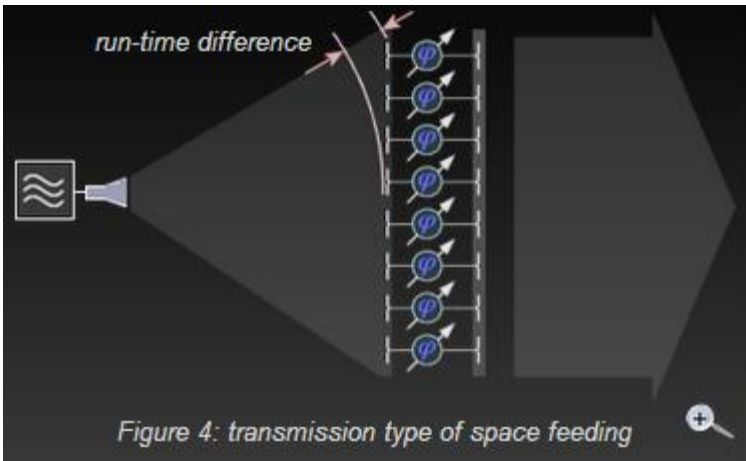 run-time difference
φ
φ
φ
φ
φ
φ
φ
φ
Figure 4: transmission type of space feeding